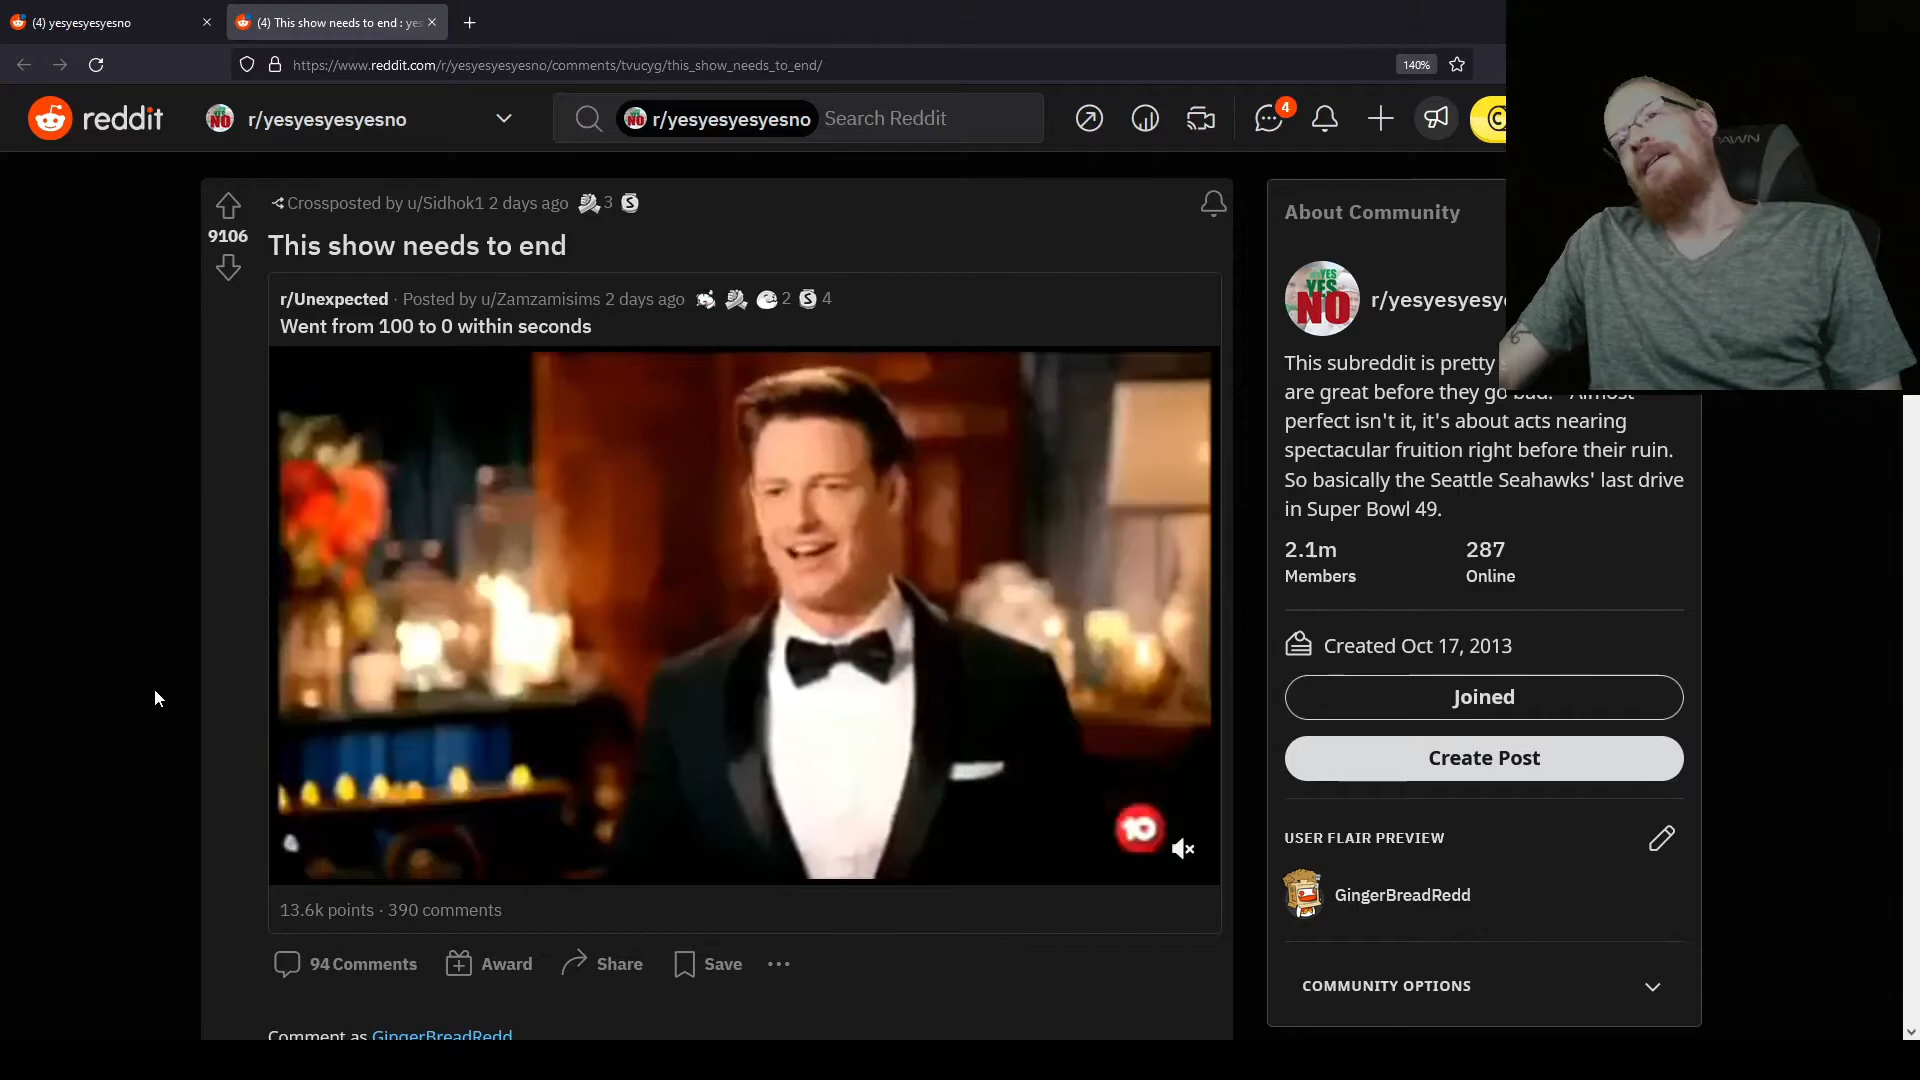 (4) yesyesyesyesno
(4) This show needs to end : yes
https://www.reddit.com/r/yesyesyesyesno/comments/tvucyg/this_show_needs_to_end/
140%
reddit
r/yesyesyesyesno
r/yesyesyesyesno Search Reddit
4
Crossposted by u/Sidhok1 2 days ago 3
9106
This show needs to end
r/Unexpected · Posted by u/Zamzamisims 2 days ago 2 4
Went from 100 to 0 within seconds
10
13.6k points · 390 comments
94 Comments Award Share Save
Comment as GingerBreadRedd
About Community
YES
YES
NO
r/yesyesyesy
This subreddit is pretty
are great before they go bad. "Almost
perfect isn't it, it's about acts nearing
spectacular fruition right before their ruin.
So basically the Seattle Seahawks' last drive
in Super Bowl 49.
2.1m 287
Members Online
Created Oct 17, 2013
Joined
Create Post
USER FLAIR PREVIEW
GingerBreadRedd
COMMUNITY OPTIONS